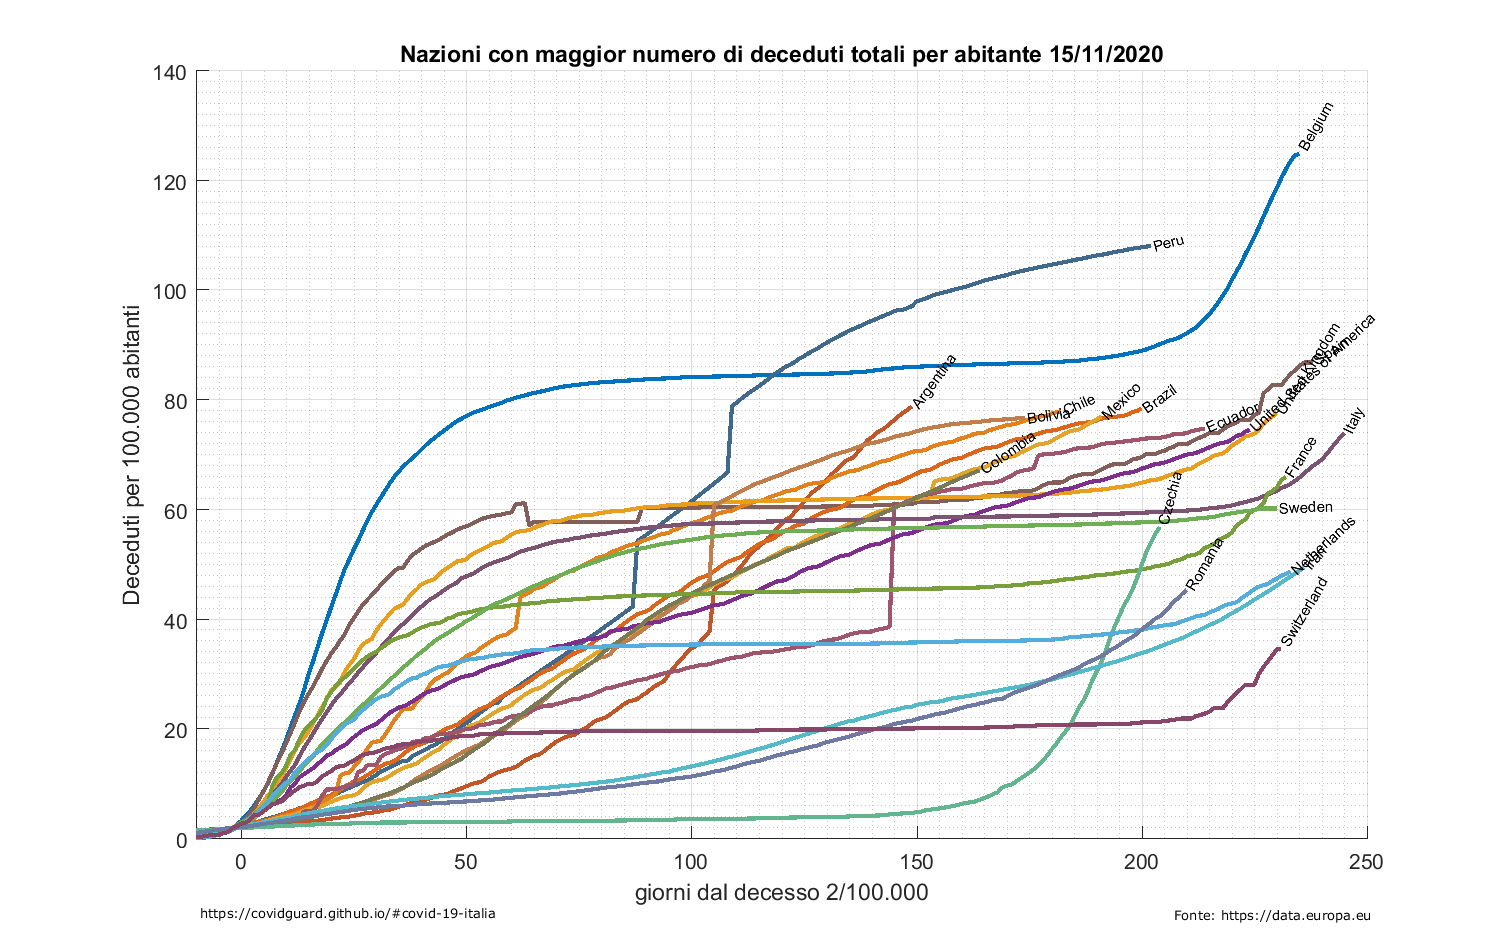 Nazioni con maggior numero di deceduti totali per abitante 15/11/2020
Deceduti per 100.000 abitanti
140
120
100
80
60
40
20
0
0
50
100
150
200
250
Belgium
Peru
Argentina
Bolivia
Chile
Mexico
Brazil
Ecuador
United Kingdom
Spain
United States of America
Italy
Colombia
France
Czechia
Sweden
Romania
Netherlands
Iran
Switzerland
giorni dal decesso 2/100.000
https://covidguard.github.io/#covid-19-italia
Fonte: https://data.europa.eu